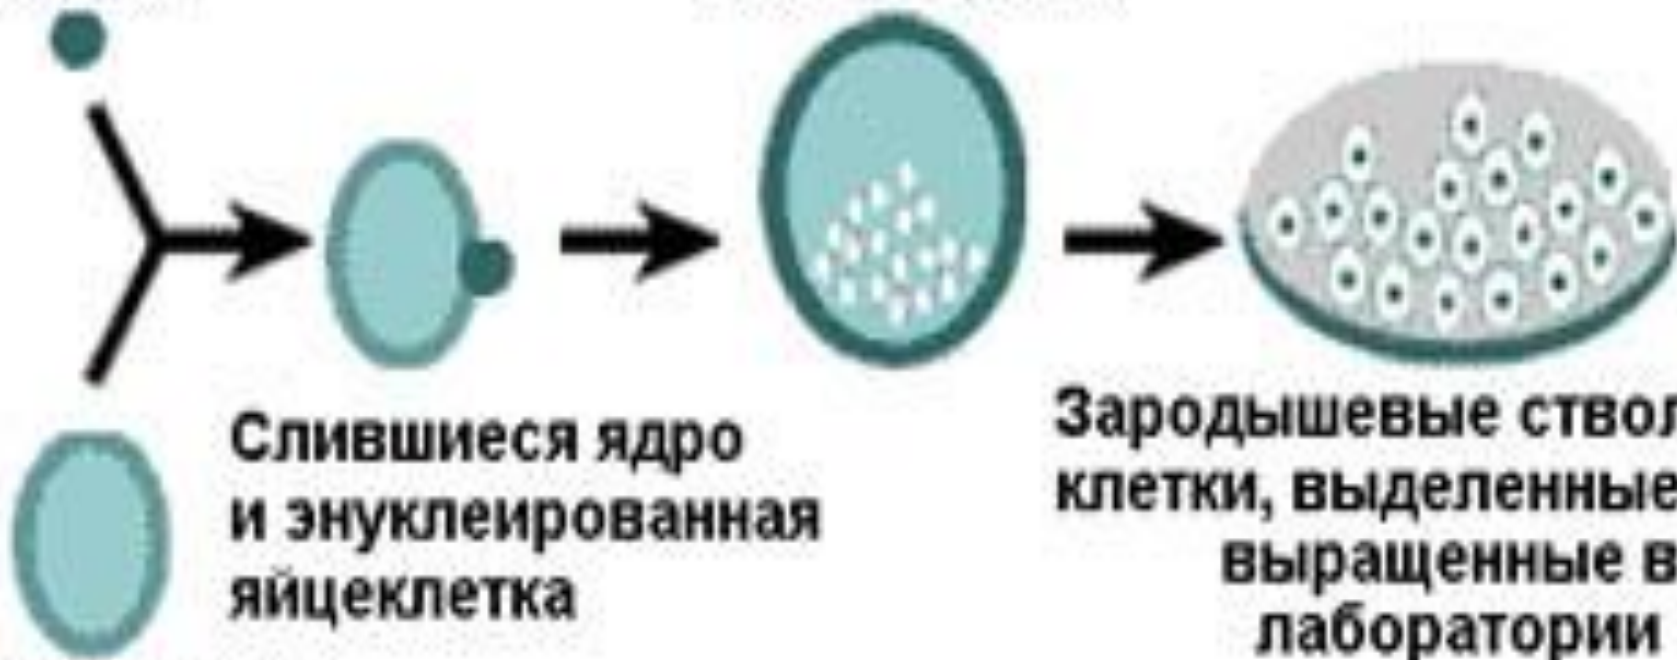 Слившиеся ядро
и энуклеированная
яйцеклетка
Зародышевые
клетки, выделенные
выращенные в
лаборатории